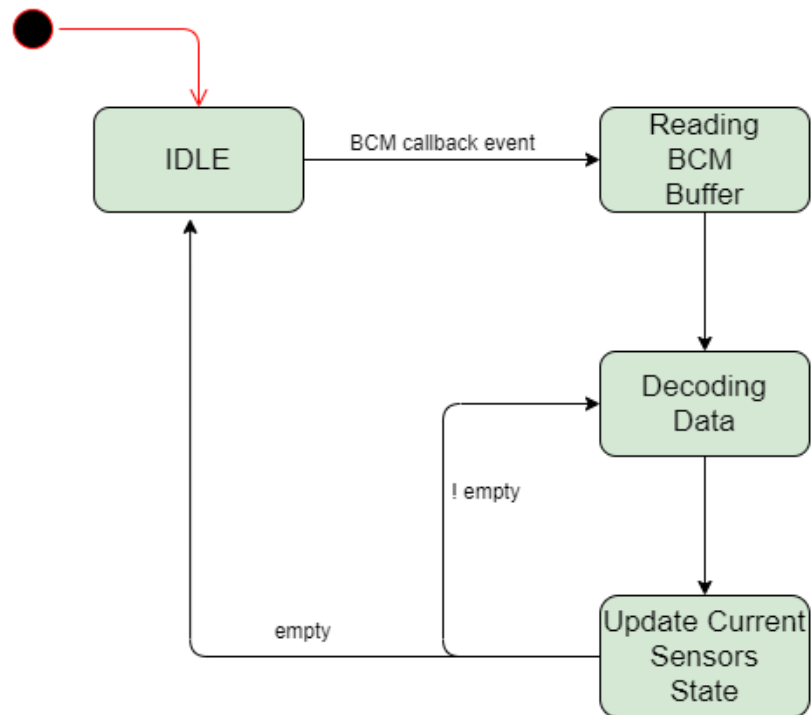 IDLE
BCM callback event
Reading
BCM
Buffer
Decoding
Data
! empty
empty
Update Current
Sensors
State